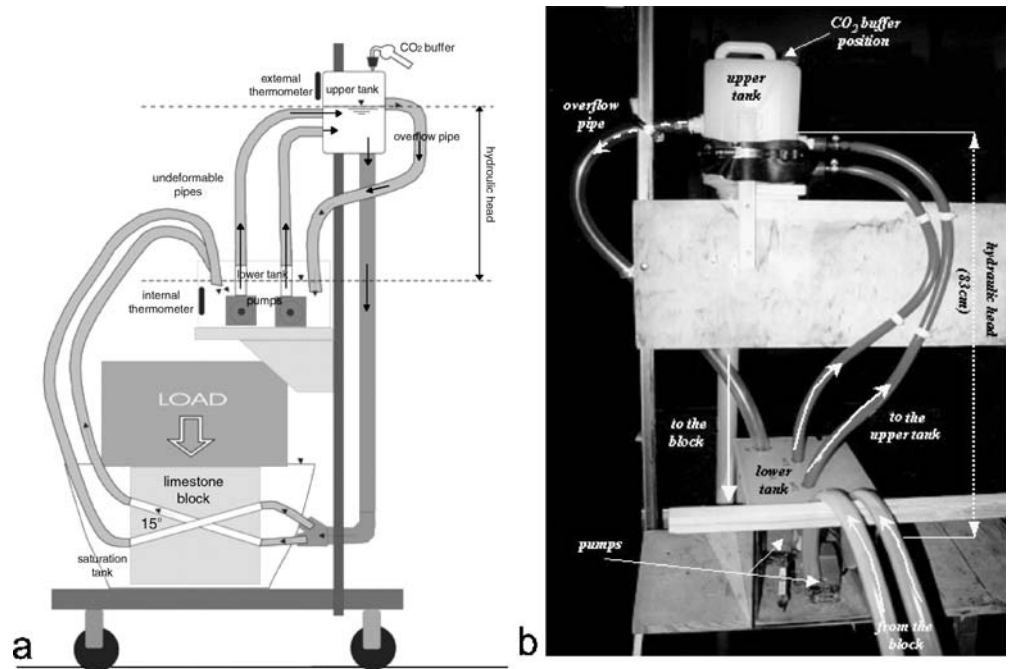 CO₂ buffer
external
thermometer
upper tank
overflow pipe
hydroulic head
undeformable
pipes
lower tank
internal
thermometer
pumps
LOAD
limestone
block
15°
saturation
tank
a
CO₂ buffer
position
upper
tank
overflow
pipe
hydraulic head
(83cm)
to the
block
to the
upper tank
lower
tank
pumps
from the
block
b